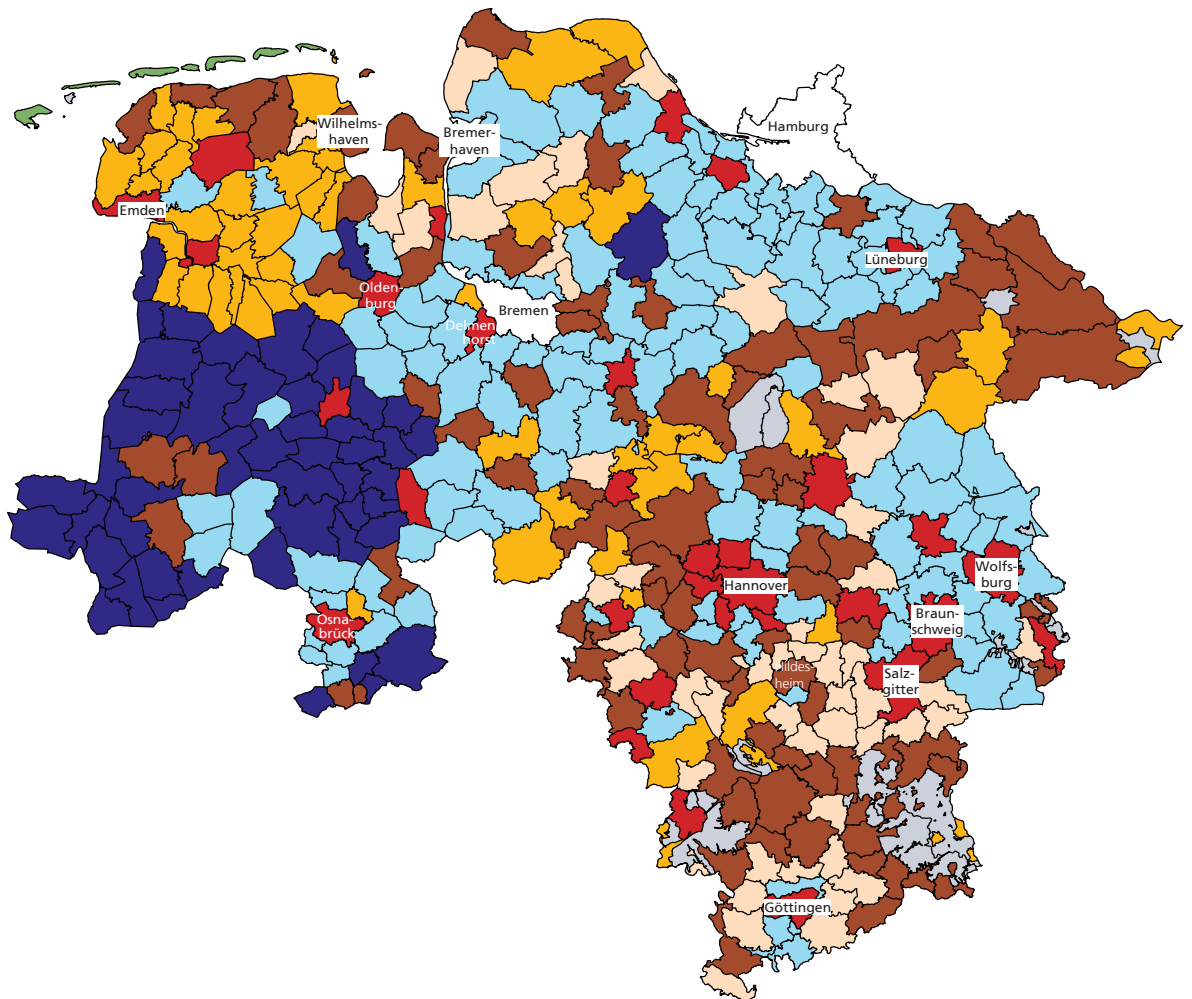 Wilhelms-
haven
Bremer-
haven
Hamburg
Emden
Lüneburg
Olden-
burg
Bremen
Delmen-
horst
Hannover
Wolfs-
burg
Braun-
schweig
Osna-
brück
Hildes-
heim
Salz-
gitter
Göttingen